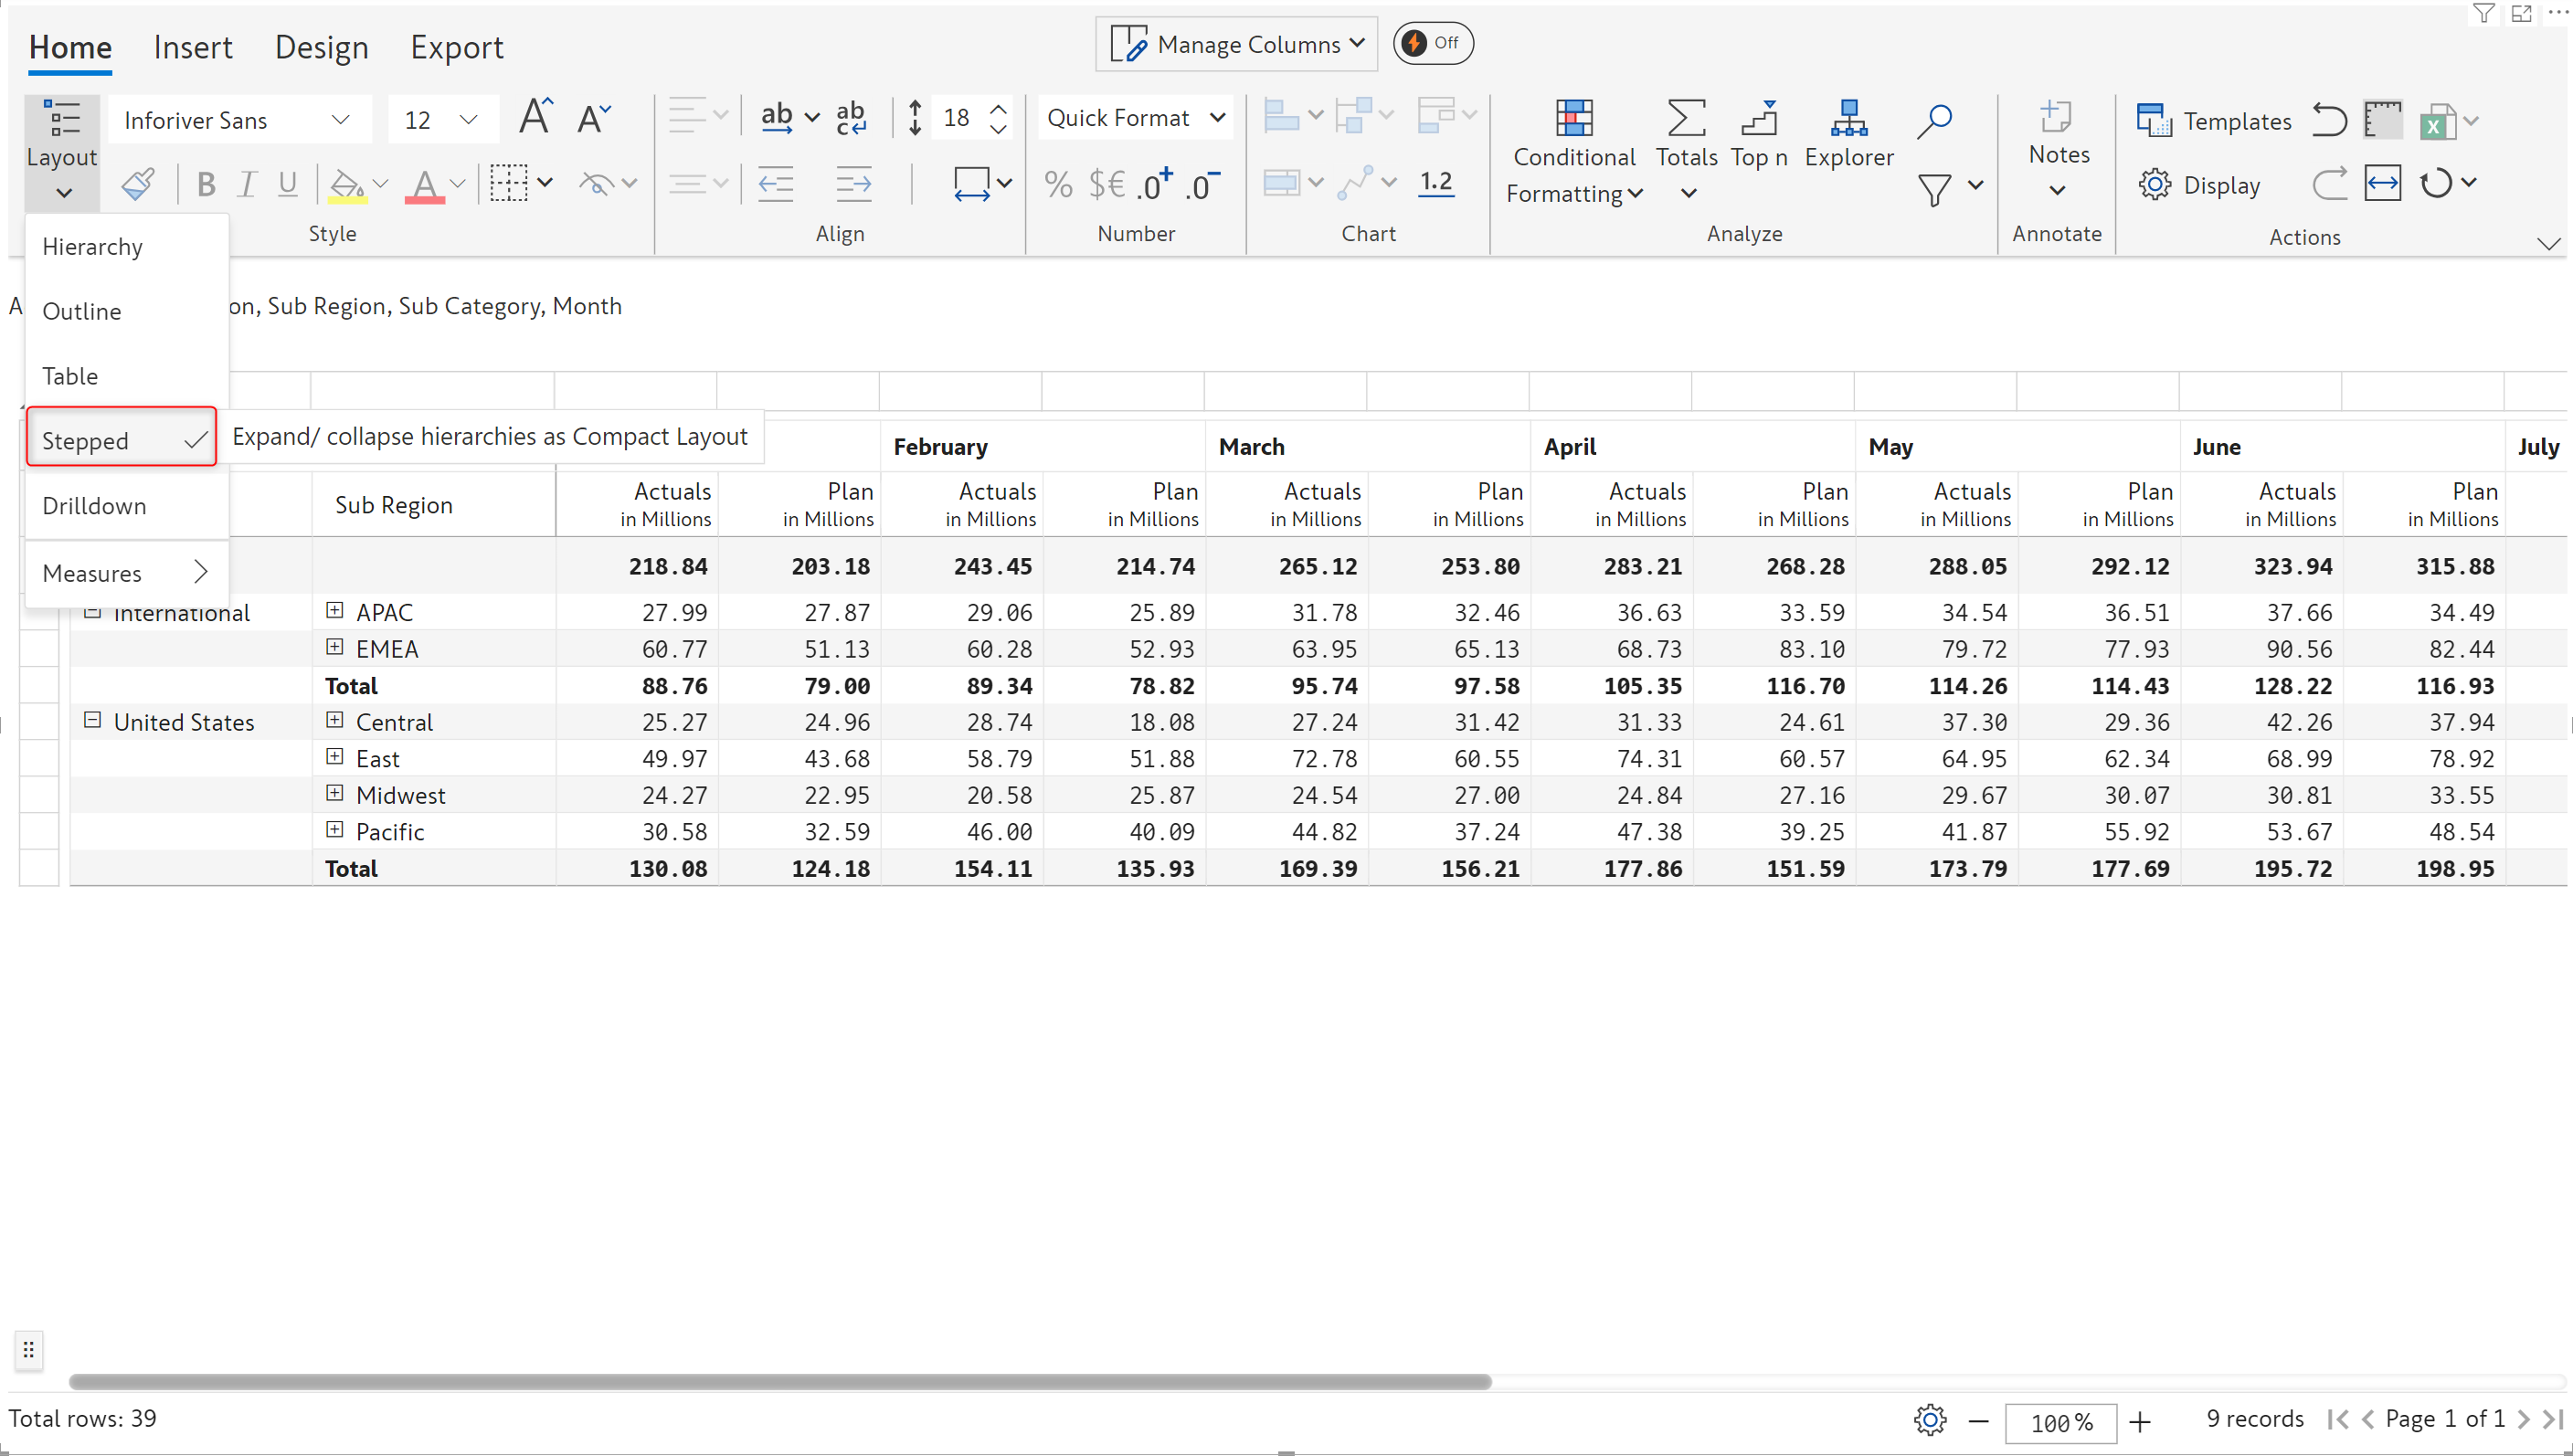 Home Insert Design Export Manage Columns Off
Inforiver Sans 12 A A ab ab 18 Quick Format
c
Layout Conditional Totals Top n Explorer Notes Templates
Formatting
B I U A % $€ .0+ .0- 1.2 Display
Style Align Number Chart Analyze Annotate Actions
Hierarchy
Outline
A on, Sub Region, Sub Category, Month
Table
Stepped Expand/ collapse hierarchies as Compact Layout February March April May June July
Drilldown Sub Region Actuals Plan Actuals Plan Actuals Plan Actuals Plan Actuals Plan Actuals Plan
in Millions in Millions in Millions in Millions in Millions in Millions in Millions in Millions in Millions in Millions in Millions in Millions
Measures 218.84 203.18 243.45 214.74 265.12 253.80 283.21 268.28 288.05 292.12 323.94 315.88
International APAC 27.99 27.87 29.06 25.89 31.78 32.46 36.63 33.59 34.54 36.51 37.66 34.49
EMEA 60.77 51.13 60.28 52.93 63.95 65.13 68.73 83.10 79.72 77.93 90.56 82.44
Total 88.76 79.00 89.34 78.82 95.74 97.58 105.35 116.70 114.26 114.43 128.22 116.93
United States Central 25.27 24.96 28.74 18.08 27.24 31.42 31.33 24.61 37.30 29.36 42.26 37.94
East 49.97 43.68 58.79 51.88 72.78 60.55 74.31 60.57 64.95 62.34 68.99 78.92
Midwest 24.27 22.95 20.58 25.87 24.54 27.00 24.84 27.16 29.67 30.07 30.81 33.55
Pacific 30.58 32.59 46.00 40.09 44.82 37.24 47.38 39.25 41.87 55.92 53.67 48.54
Total 130.08 124.18 154.11 135.93 169.39 156.21 177.86 151.59 173.79 177.69 195.72 198.95
Total rows: 39 100% 9 records Page 1 of 1